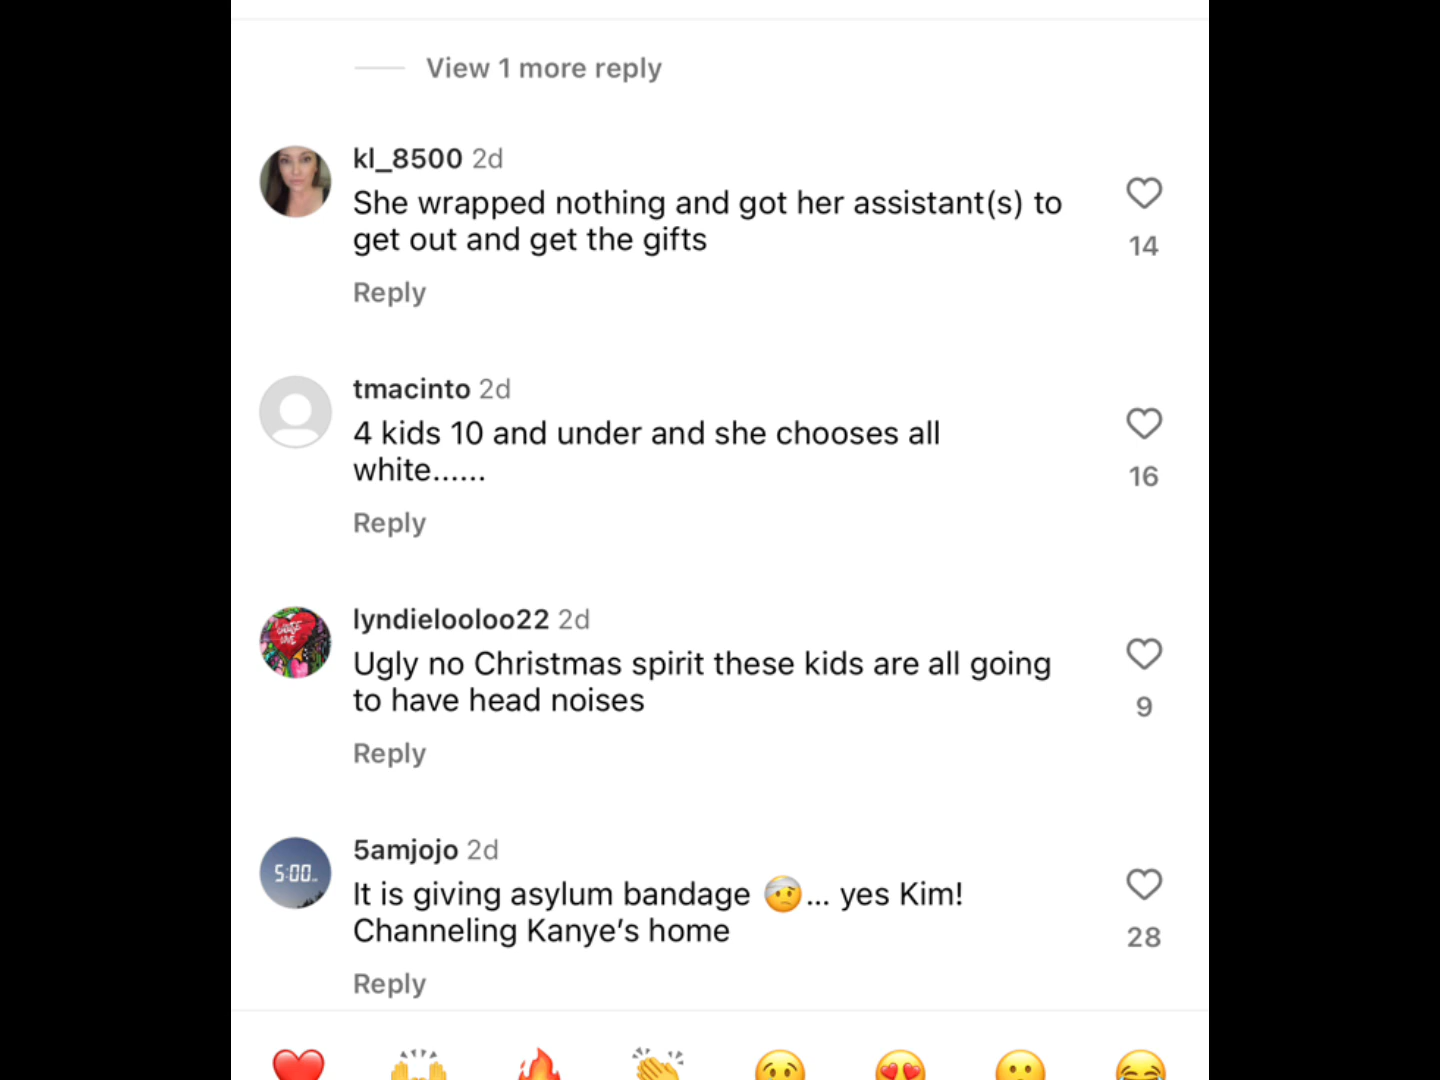 View 1 more reply
kl_8500 2d
She wrapped nothing and got her assistant(s) to
get out and get the gifts
14
Reply
tmacinto 2d
4 kids 10 and under and she chooses all
white......
16
Reply
lyndielooloo22 2d
Ugly no Christmas spirit these kids are all going
to have head noises
9
Reply
5:00
5amjojo 2d
It is giving asylum bandage 🤕... yes Kim!
Channeling Kanye’s home
28
Reply